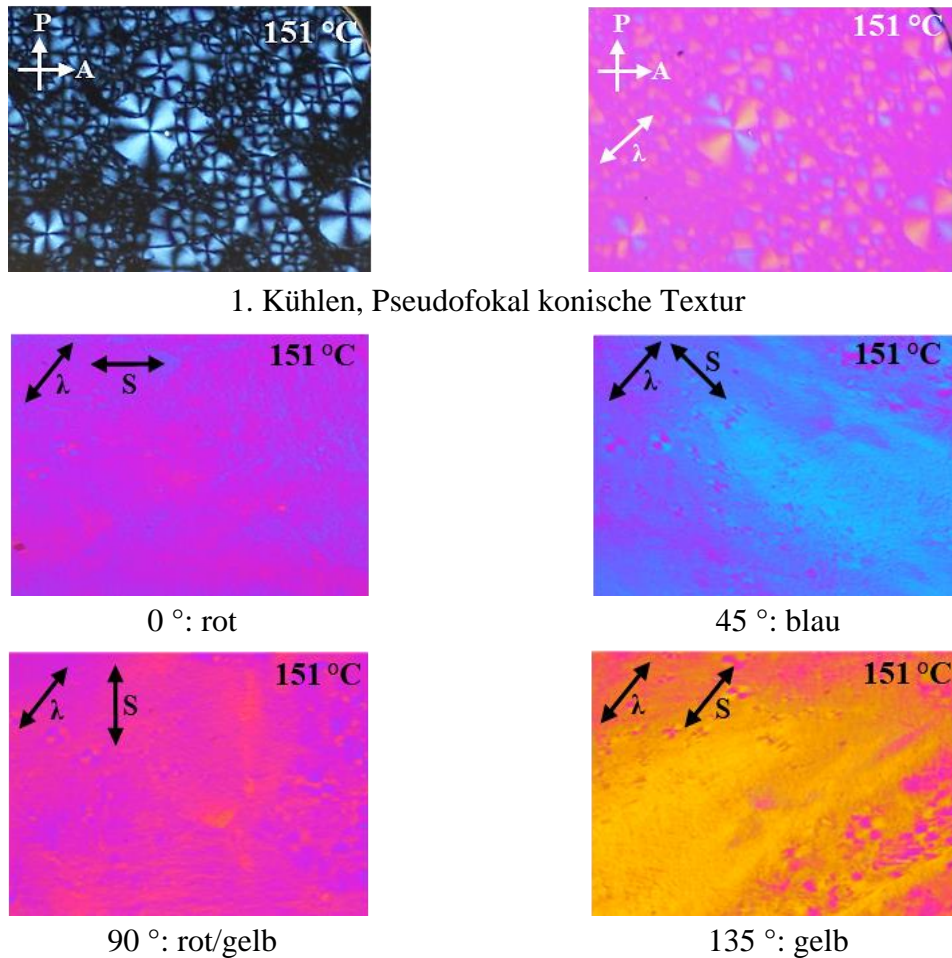 P
151 °C
A
P
151 °C
A
λ
1. Kühlen, Pseudofokal konische Textur
λ
S
151 °C
λ
S
151 °C
0 °: rot
45 °: blau
λ
S
151 °C
λ
S
151 °C
90 °: rot/gelb
135 °: gelb